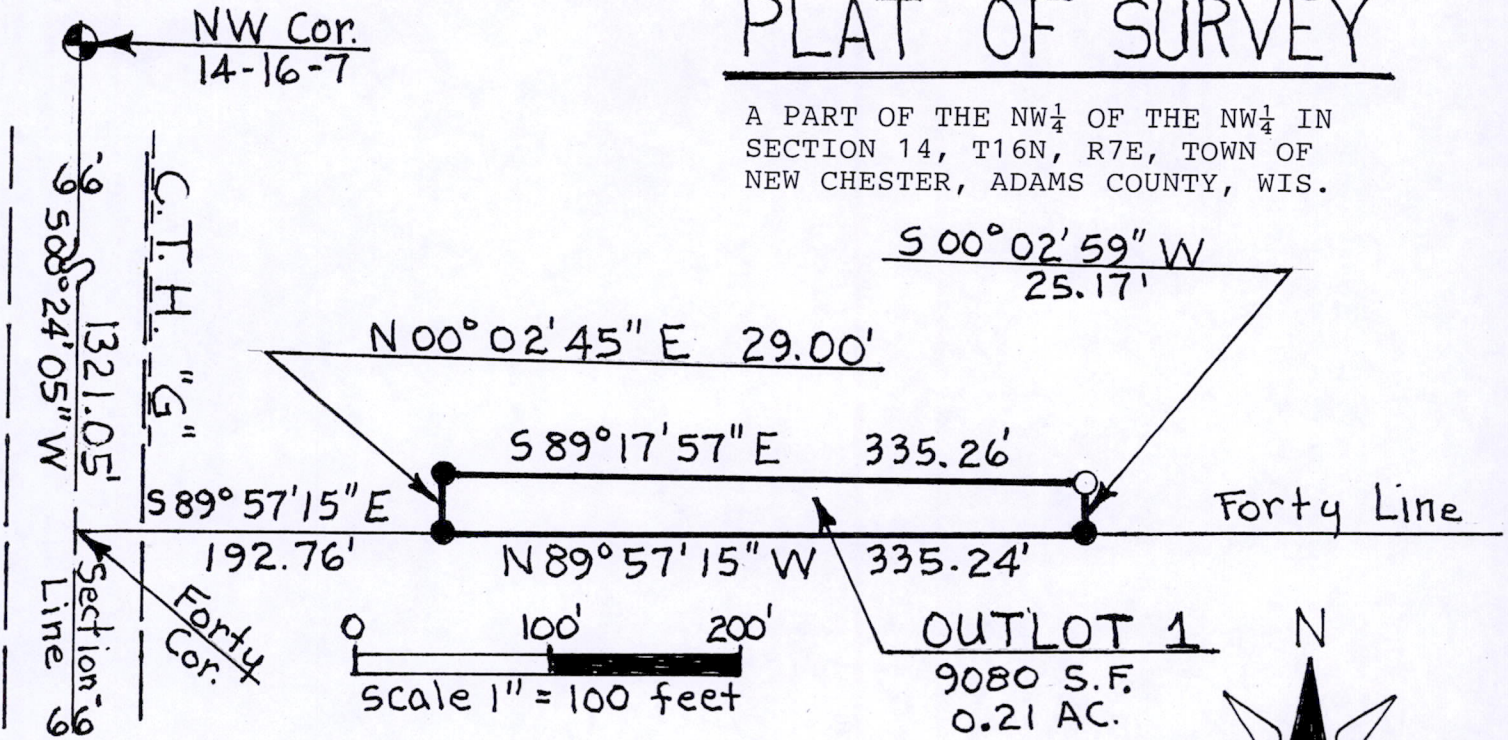 PLAT OF SURVEY
NW Cor.
14-16-7
A PART OF THE NW¼ OF THE NW¼ IN
SECTION 14, T16N, R7E, TOWN OF
NEW CHESTER, ADAMS COUNTY, WIS.
S 00° 24' 05" W
1321.05'
C.T.H. "G"
S 00° 02' 59" W
25.17'
N 00° 02' 45" E 29.00'
S 89° 17' 57" E 335.26'
S 89° 57' 15" E
192.76'
N 89° 57' 15" W 335.24'
Forty Line
Section
Line
Forty
Cor.
0 100' 200'
Scale 1" = 100 feet
OUTLOT 1
9080 S.F.
0.21 AC.
N